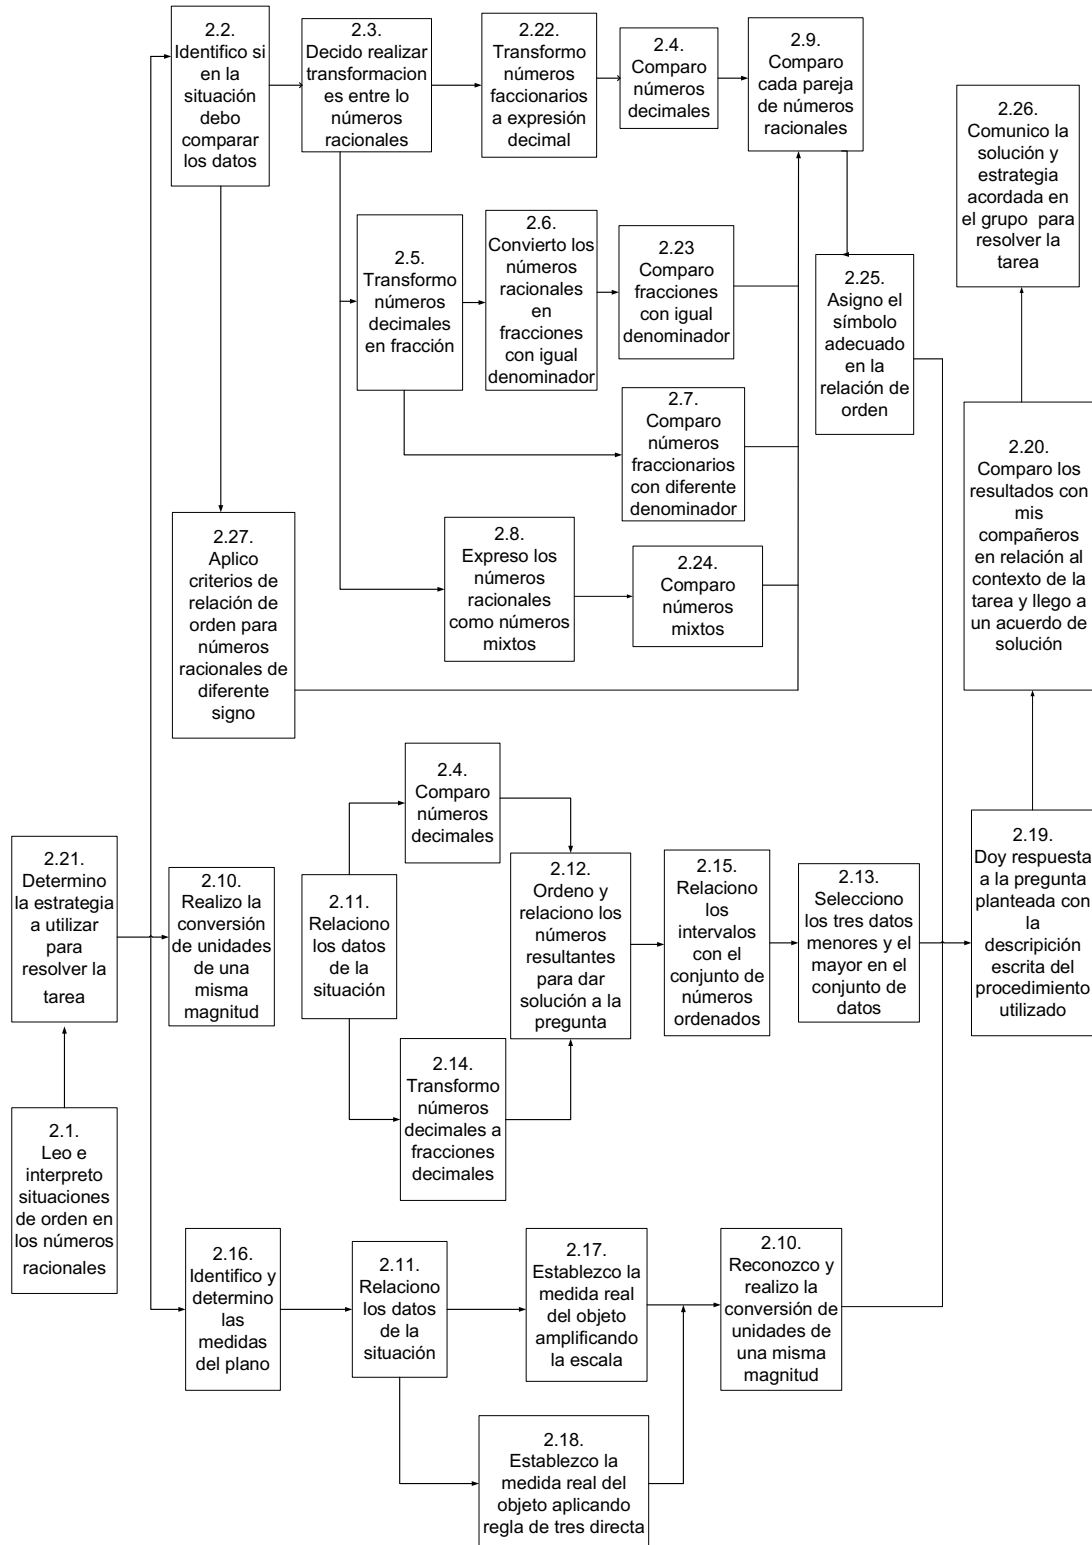 2.2.
Identifico si
en la
situación
debo
comparar
los datos
2.3.
Decido realizar
transformacion
es entre lo
números
racionales
2.22.
Transformo
números
faccionarios
a expresión
decimal
2.4.
Comparo
números
decimales
2.9.
Comparo
cada pareja
de números
racionales
2.26.
Comunico la
solución y
estrategia
acordada en
el grupo para
resolver la
tarea
2.5.
Transformo
números
decimales
en fracción
2.6.
Convierto los
números
racionales
en
fracciones
con igual
denominador
2.23
Comparo
fracciones
con igual
denominador
2.25.
Asigno el
símbolo
adecuado
en la
relación de
orden
2.7.
Comparo
números
fraccionarios
con diferente
denominador
2.20.
Comparo los
resultados con
mis
compañeros
en relación al
contexto de la
tarea y llego a
un acuerdo de
solución
2.27.
Aplico
criterios de
relación de
orden para
números
racionales de
diferente
signo
2.8.
Expreso los
números
racionales
como números
mixtos
2.24.
Comparo
números
mixtos
2.4.
Comparo
números
decimales
2.21.
Determino
la estrategia
a utilizar
para
resolver la
tarea
2.10.
Realizo la
conversión
de unidades
de una
misma
magnitud
2.11.
Relaciono
los datos
de la
situación
2.12.
Ordeno y
relaciono los
números
resultantes
para dar
solución a la
pregunta
2.15.
Relaciono
los
intervalos
con el
conjunto de
números
ordenados
2.13.
Selecciono
los tres datos
menores y el
mayor en el
conjunto de
datos
2.19.
Doy respuesta
a la pregunta
planteada con
la
descripición
escrita del
procedimiento
utilizado
2.14.
Transformo
números
decimales a
fracciones
decimales
2.1.
Leo e
interpreto
situaciones
de orden en
los números
racionales
2.16.
Identifico y
determino
las
medidas
del plano
2.11.
Relaciono
los datos
de la
situación
2.17.
Establezco la
medida real
del objeto
amplificando
la escala
2.10.
Reconozco y
realizo la
conversión de
unidades de
una misma
magnitud
2.18.
Establezco la
medida real del
objeto aplicando
regla de tres directa